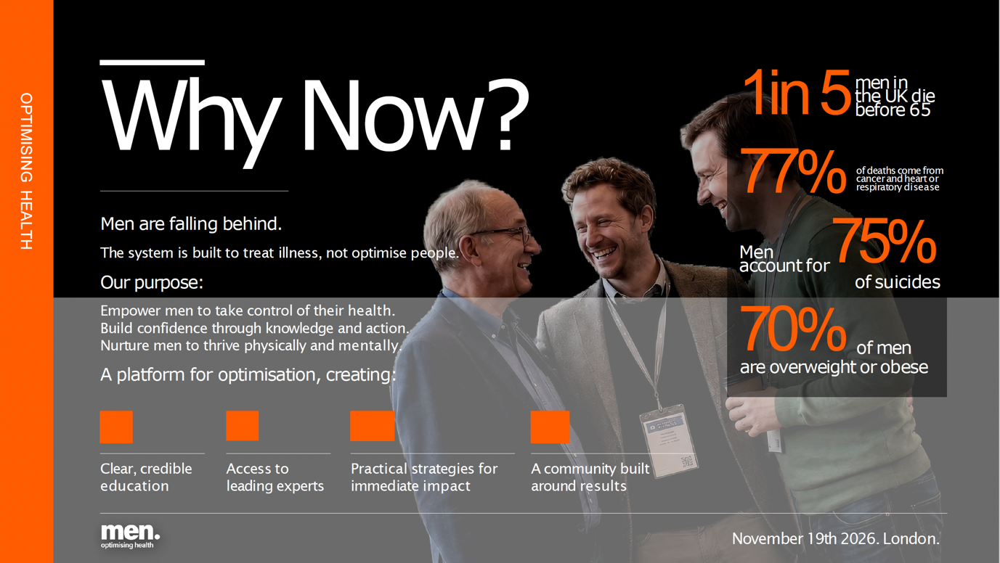 OPTIMISING HEALTH
Why Now?
Men are falling behind.
The system is built to treat illness, not optimise people.
Our purpose:
Empower men to take control of their health.
Build confidence through knowledge and action.
Nurture men to thrive physically and mentally.
A platform for optimisation, creating:
Clear, credible
education
Access to
leading experts
Practical strategies for
immediate impact
A community built
around results
1in 5 men in
the UK die
before 65
77% of deaths come from
cancer and heart or
respiratory disease
Men
account for 75%
of suicides
70% of men
are overweight or obese
men.
optimising health
November 19th 2026. London.